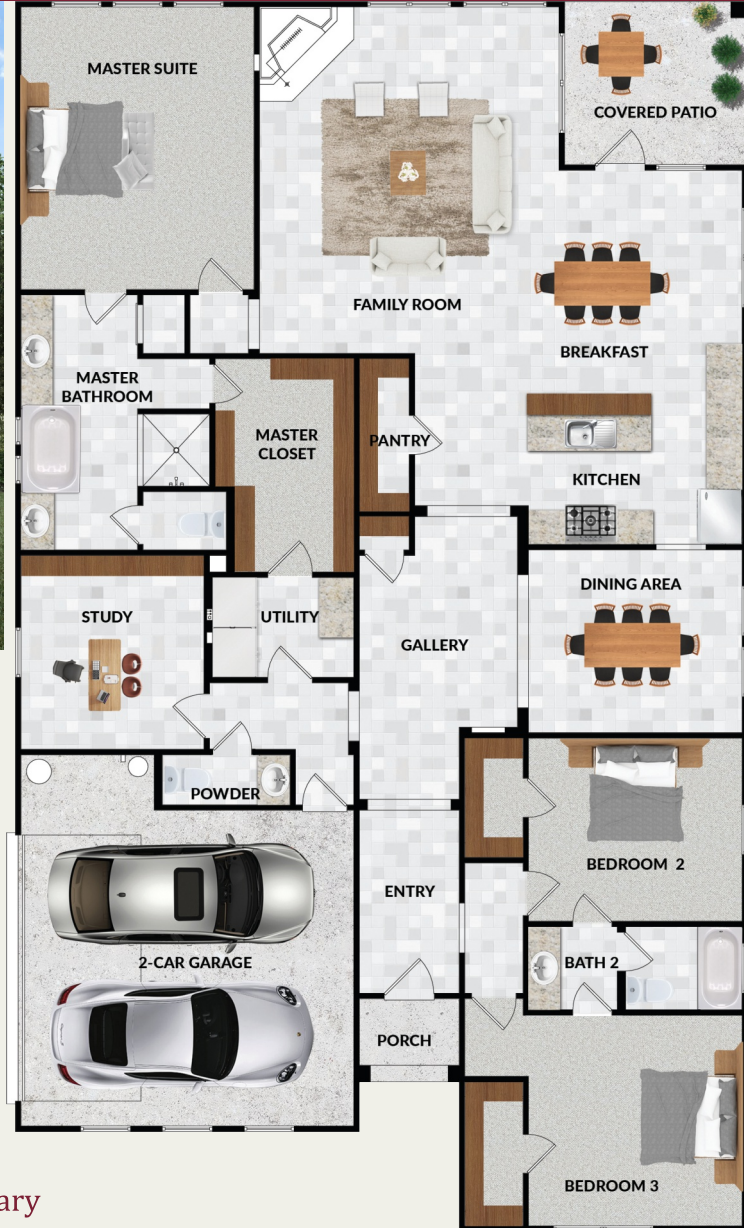 MASTER SUITE
COVERED PATIO
FAMILY ROOM
BREAKFAST
MASTER
BATHROOM
MASTER
CLOSET
PANTRY
KITCHEN
DINING AREA
STUDY
UTILITY
GALLERY
POWDER
BEDROOM 2
ENTRY
2-CAR GARAGE
BATH 2
PORCH
BEDROOM 3
ary